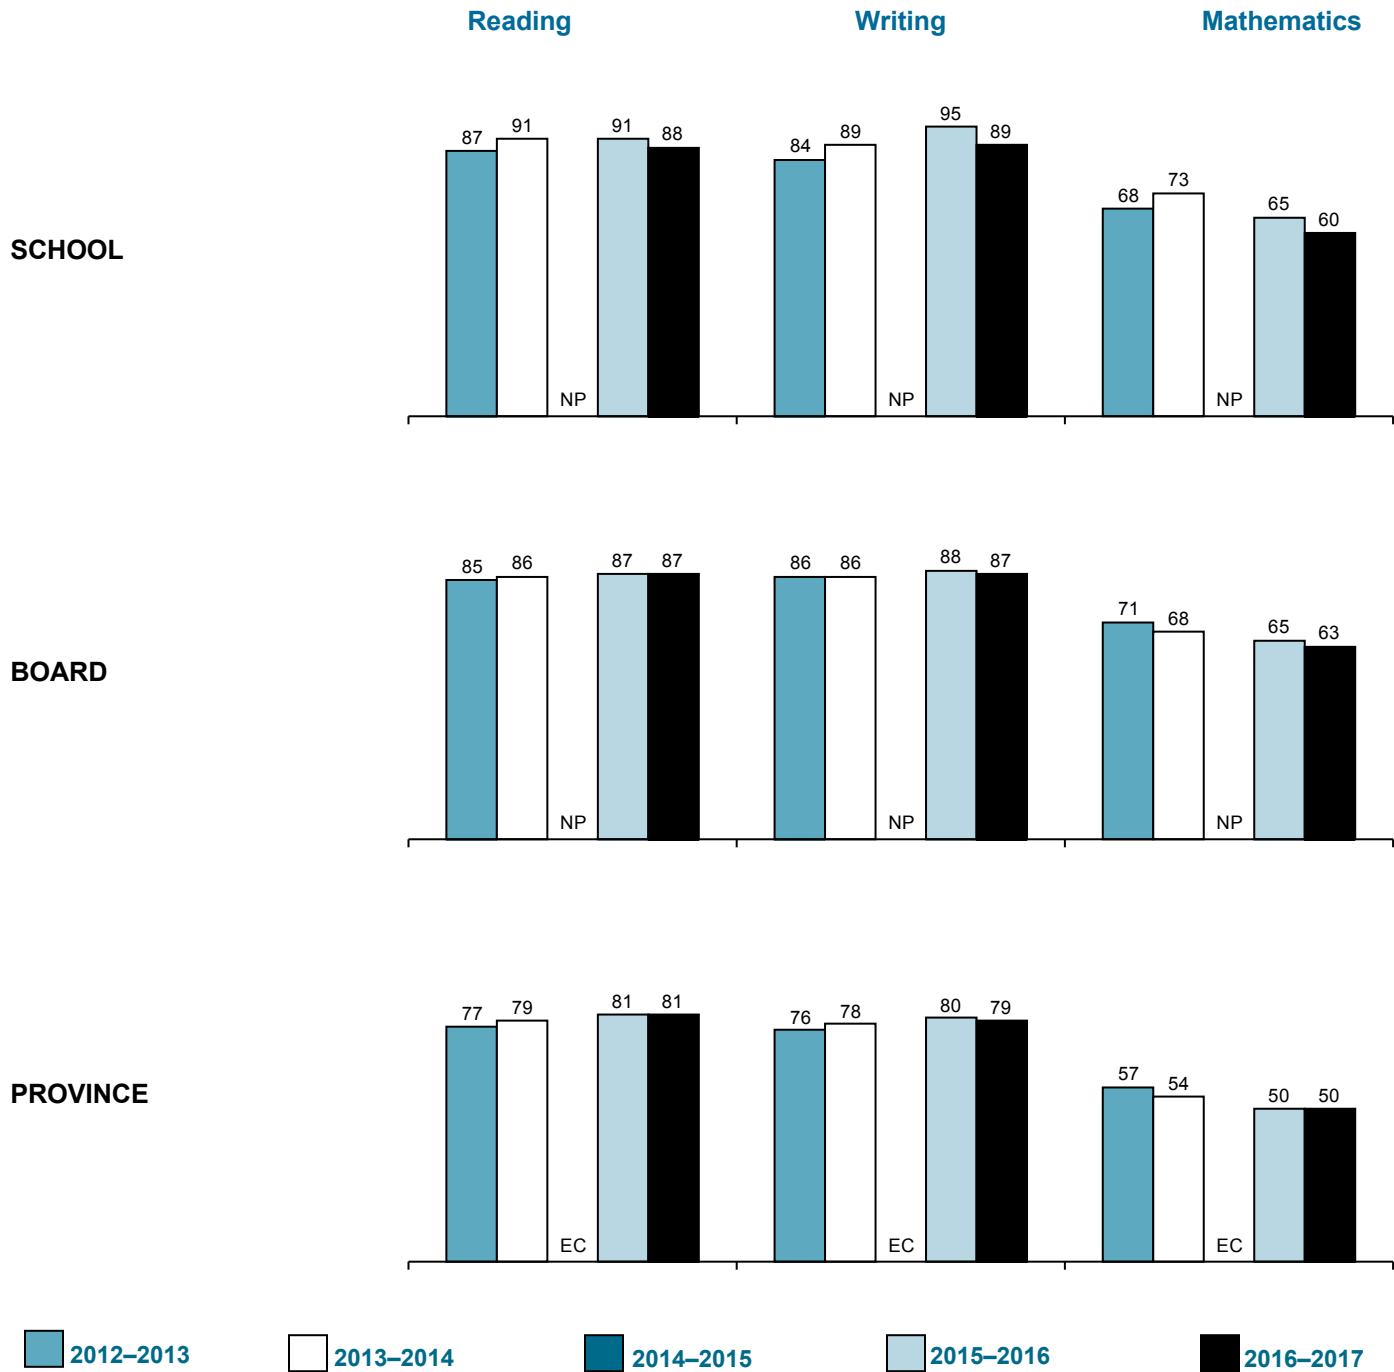 Reading Writing Mathematics
SCHOOL
87 91 NP 91 88 84 89 NP 95 89 68 73 NP 65 60
BOARD
85 86 NP 87 87 86 86 NP 88 87 71 68 NP 65 63
PROVINCE
77 79 EC 81 81 76 78 EC 80 79 57 54 EC 50 50
2012–2013 2013–2014 2014–2015 2015–2016 2016–2017